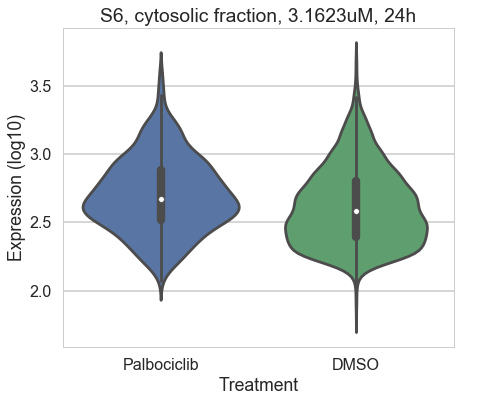 S6, cytosolic fraction, 3.1623uM, 24h
Expression (log10)
3.5
3.0
2.5
2.0
Palbociclib DMSO
Treatment